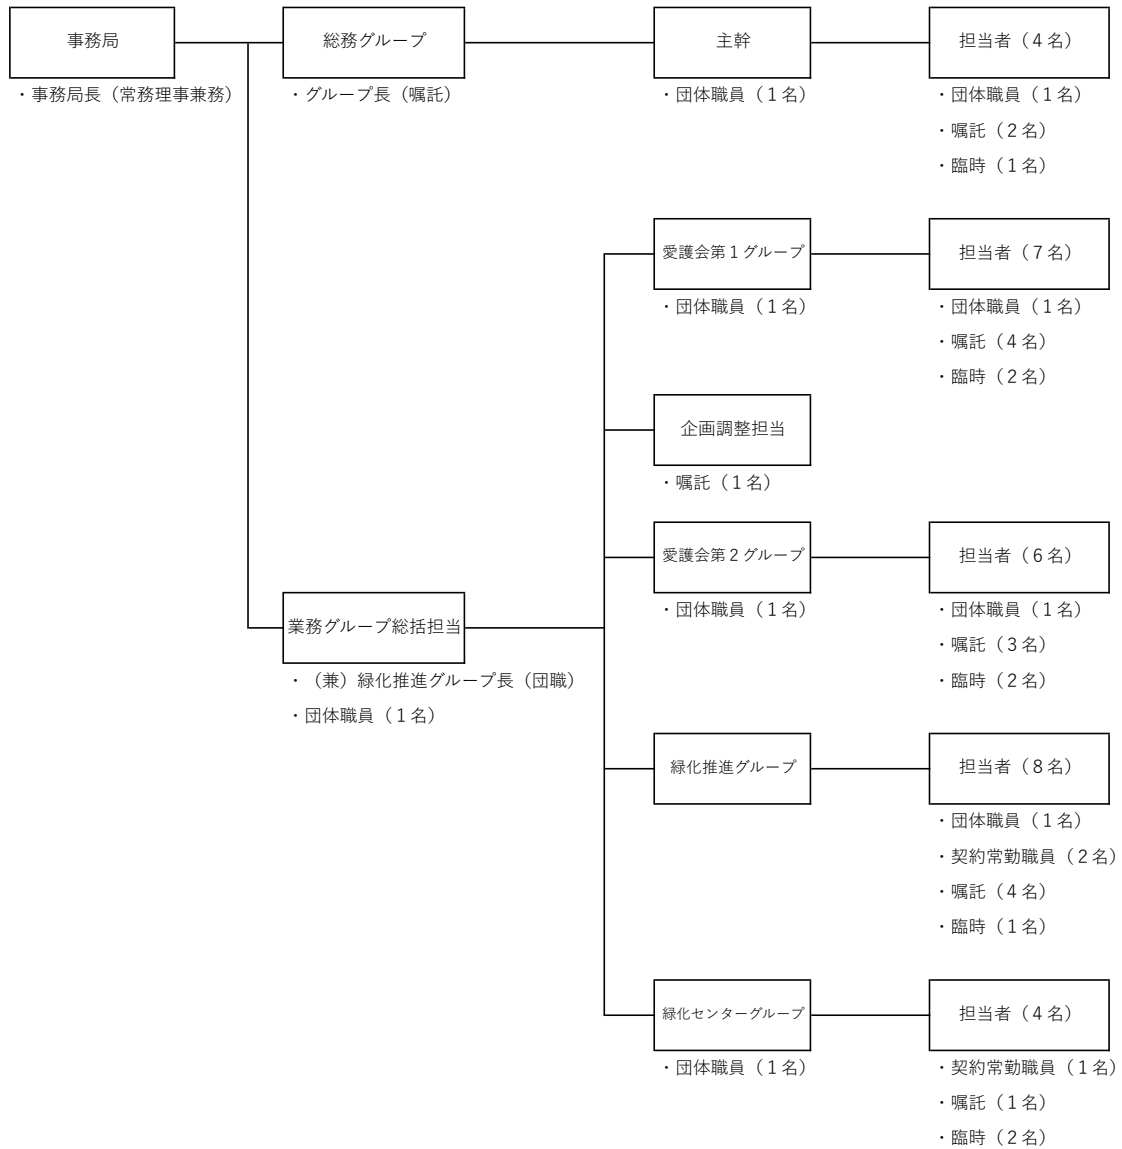 事務局
・事務局長（常務理事兼務）
総務グループ
・グループ長（嘱託）
主幹
・団体職員（１名）
担当者（４名）
・団体職員（１名）
・嘱託（２名）
・臨時（１名）
愛護会第１グループ
・団体職員（１名）
担当者（７名）
・団体職員（１名）
・嘱託（４名）
・臨時（２名）
企画調整担当
・嘱託（１名）
愛護会第２グループ
・団体職員（１名）
担当者（６名）
・団体職員（１名）
・嘱託（３名）
・臨時（２名）
業務グループ総括担当
・（兼）緑化推進グループ長（団職）
・団体職員（１名）
緑化推進グループ
担当者（８名）
・団体職員（１名）
・契約常勤職員（２名）
・嘱託（４名）
・臨時（１名）
緑化センターグループ
・団体職員（１名）
担当者（４名）
・契約常勤職員（１名）
・嘱託（１名）
・臨時（２名）